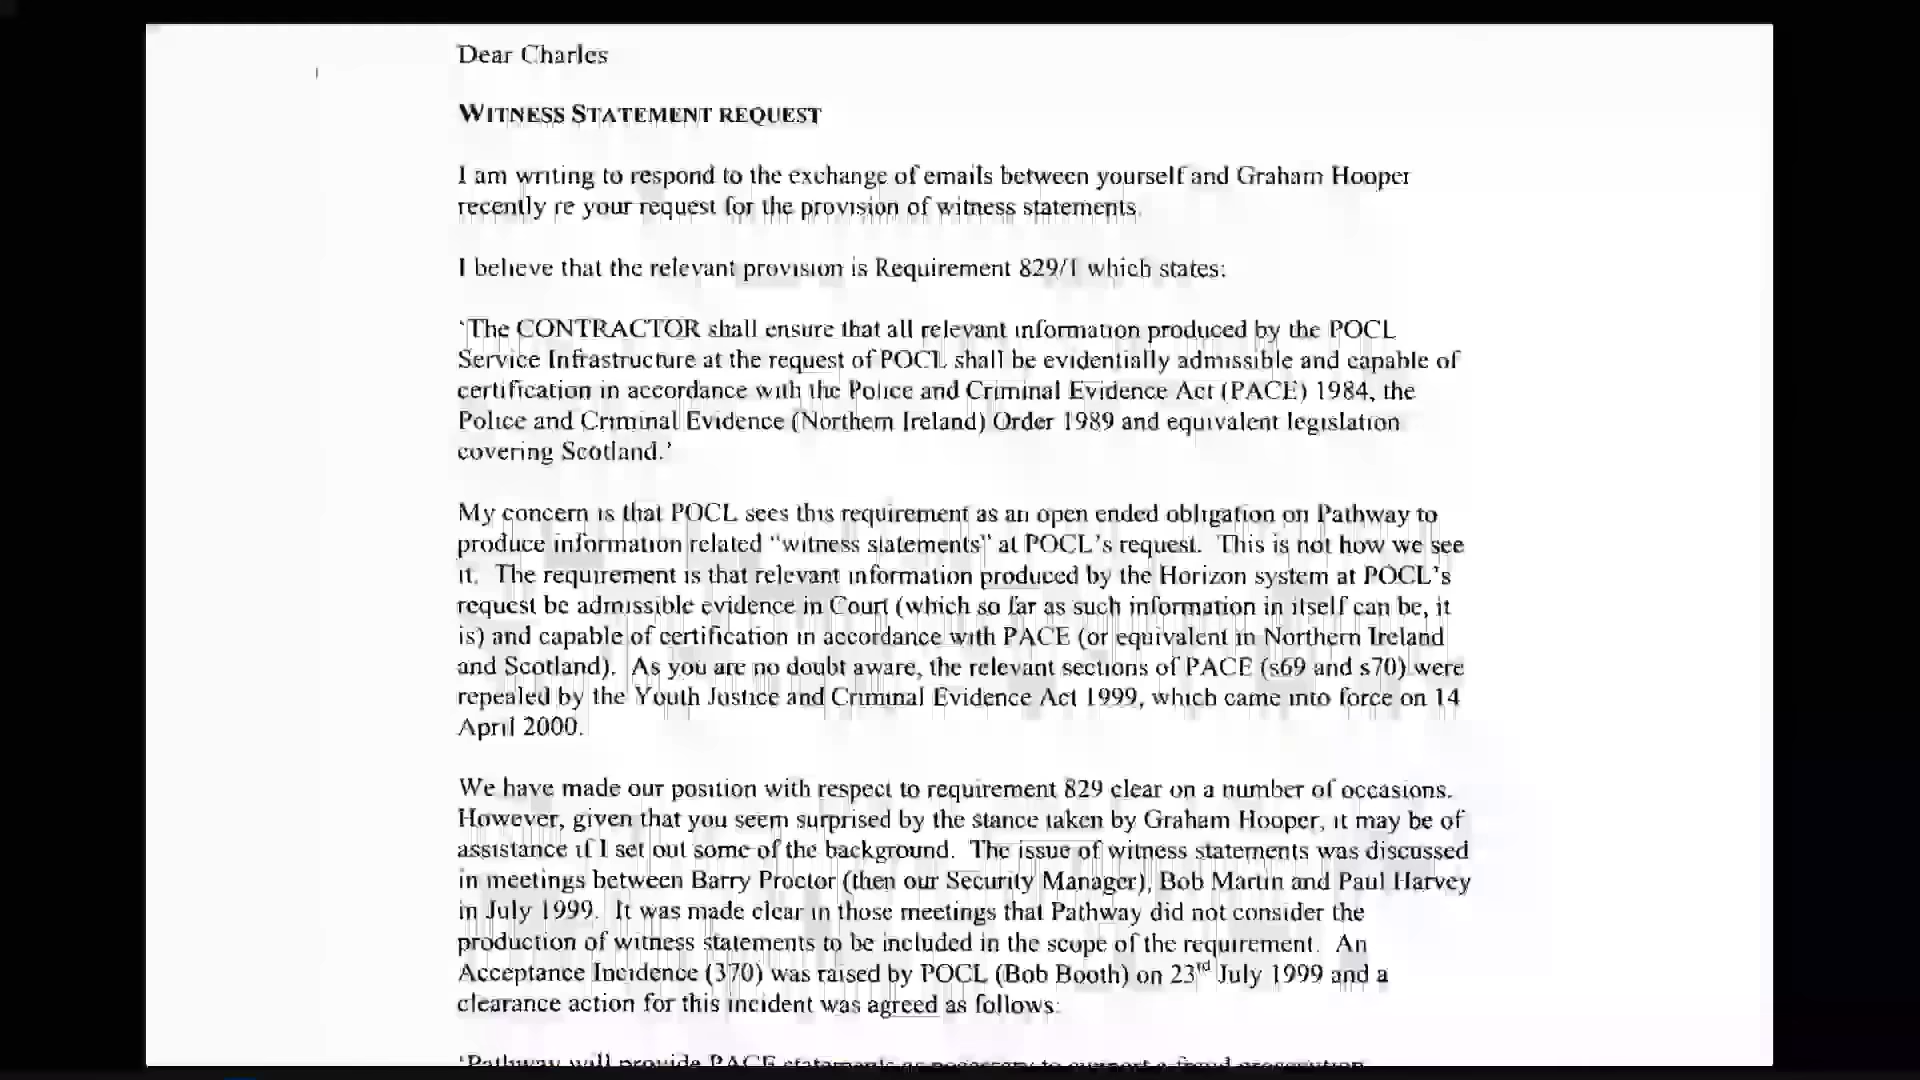 Dear Charles
WITNESS STATEMENT REQUEST
I am writing to respond to the exchange of emails between yourself and Graham Hooper
recently re your request for the provision of witness statements.
I believe that the relevant provision is Requirement 829/1 which states:
'The CONTRACTOR shall ensure that all relevant information produced by the POCL
Service Infrastructure at the request of POCL shall be evidentially admissible and capable of
certification in accordance with the Police and Criminal Evidence Act (PACE) 1984, the
Police and Criminal Evidence (Northern Ireland) Order 1989 and equivalent legislation
covering Scotland.'
My concern is that POCL sees this requirement as an open ended obligation on Pathway to
produce information related "witness statements" at POCL's request. This is not how we see
it. The requirement is that relevant information produced by the Horizon system at POCL's
request be admissible evidence in Court (which so far as such information in itself can be, it
is) and capable of certification in accordance with PACE (or equivalent in Northern Ireland
and Scotland). As you are no doubt aware, the relevant sections of PACE (s69 and s70) were
repealed by the Youth Justice and Criminal Evidence Act 1999, which came into force on 14
April 2000.
We have made our position with respect to requirement 829 clear on a number of occasions.
However, given that you seem surprised by the stance taken by Graham Hooper, it may be of
assistance if I set out some of the background. The issue of witness statements was discussed
in meetings between Barry Proctor (then our Security Manager), Bob Martin and Paul Harvey
in July 1999. It was made clear in those meetings that Pathway did not consider the
production of witness statements to be included in the scope of the requirement. An
Acceptance Incidence (370) was raised by POCL (Bob Booth) on 23rd July 1999 and a
clearance action for this incident was agreed as follows:
'Pathway will provide PACE statements as necessary to support a fraud prosecution